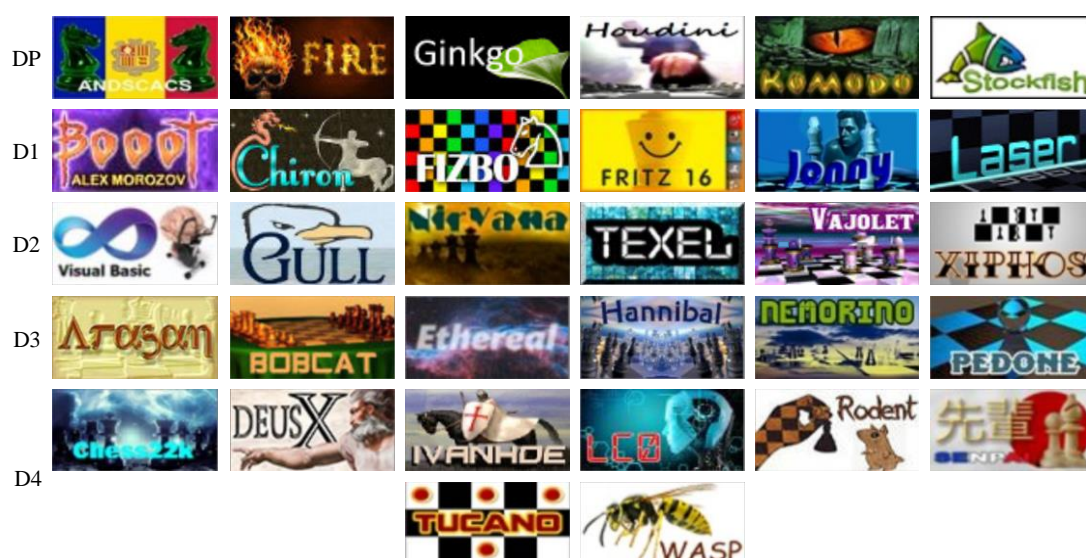 DP
ANDSCACS
FIRE
Ginkgo
Houdini
KOMODO
Stockfish
D1
BOOOT
ALEX MOROZOV
Chiron
FIZBO
FRITZ 16
Jonny
Laser
D2
Visual Basic
GULL
Nirvana
TEXEL
VAJOLET
XIPHOS
D3
Arasan
BOBCAT
Ethereal
Hannibal
NEMORINO
PEDONE
D4
Chess22k
DEUS X
IVANHOE
LC0
Rodent
先輩
SENPAI
TUCANO
WASP